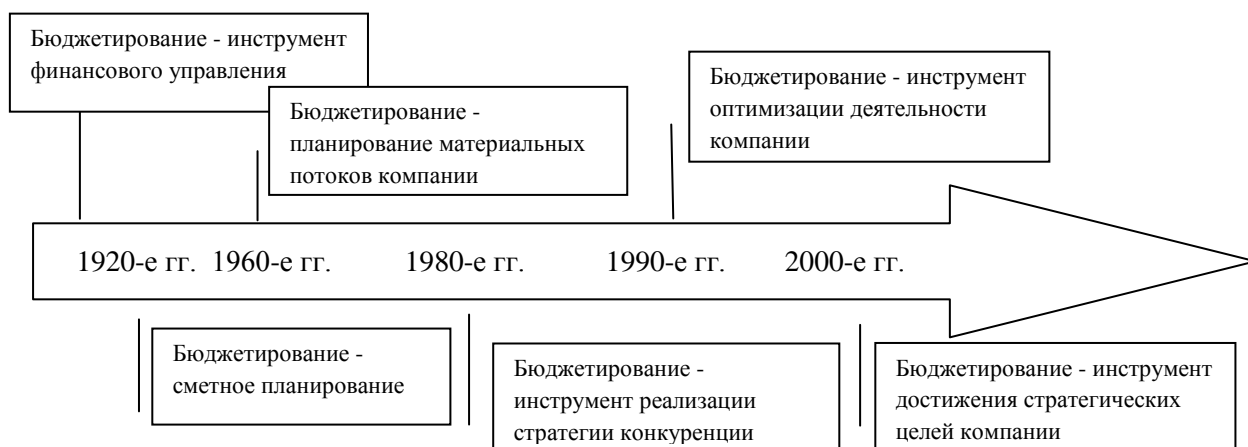 Бюджетирование - инструмент
финансового управления
Бюджетирование -
планирование материальных
потоков компании
Бюджетирование - инструмент
оптимизации деятельности
компании
1920-е гг. 1960-е гг. 1980-е гг. 1990-е гг. 2000-е гг.
Бюджетирование -
сметное планирование
Бюджетирование -
инструмент реализации
стратегии конкуренции
Бюджетирование - инструмент
достижения стратегических
целей компании